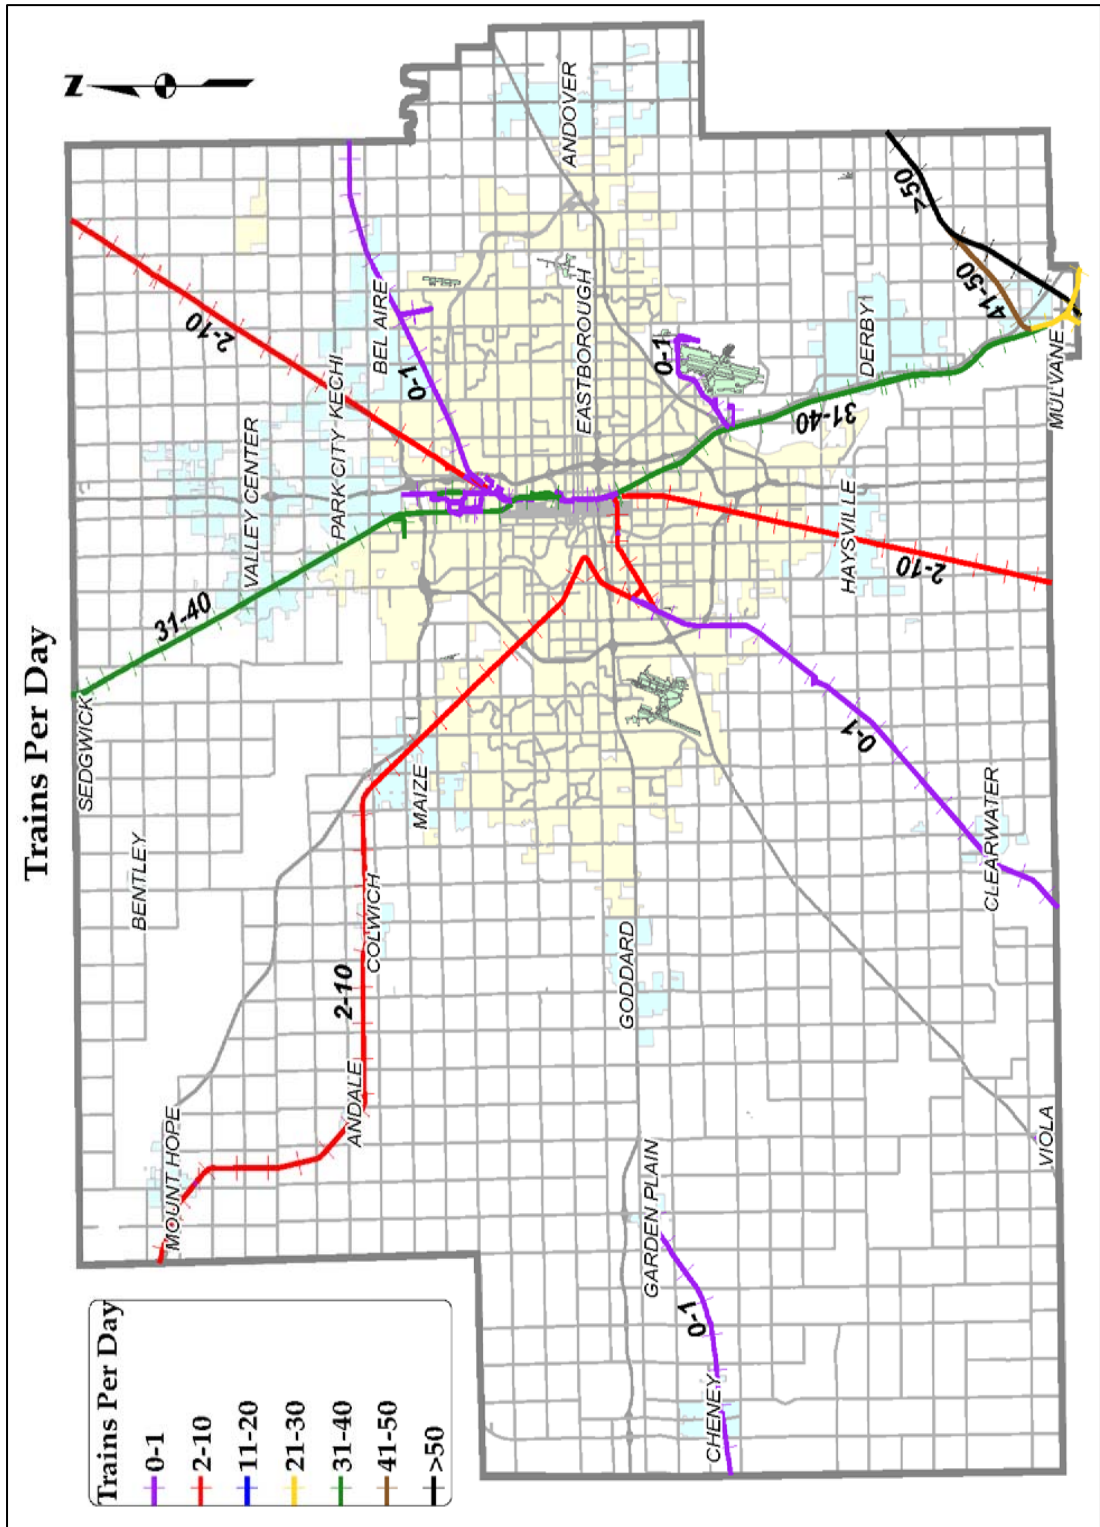 Trains Per Day
N
SEDGWICK
BENTLEY
MOUNT HOPE
31-40
VALLEY CENTER
2-10
PARK CITY
KECHI
BEL AIRE
0-1
ANDALE
2-10
COLWICH
MAIZE
ANDOVER
EASTBOROUGH
GODDARD
GARDEN PLAIN
0-1
CHENEY
0-1
31-40
DERBY
>50
41-50
HAYSVILLE
2-10
0-1
CLEARWATER
VIOLA
MULVANE
Trains Per Day
0-1
2-10
11-20
21-30
31-40
41-50
>50